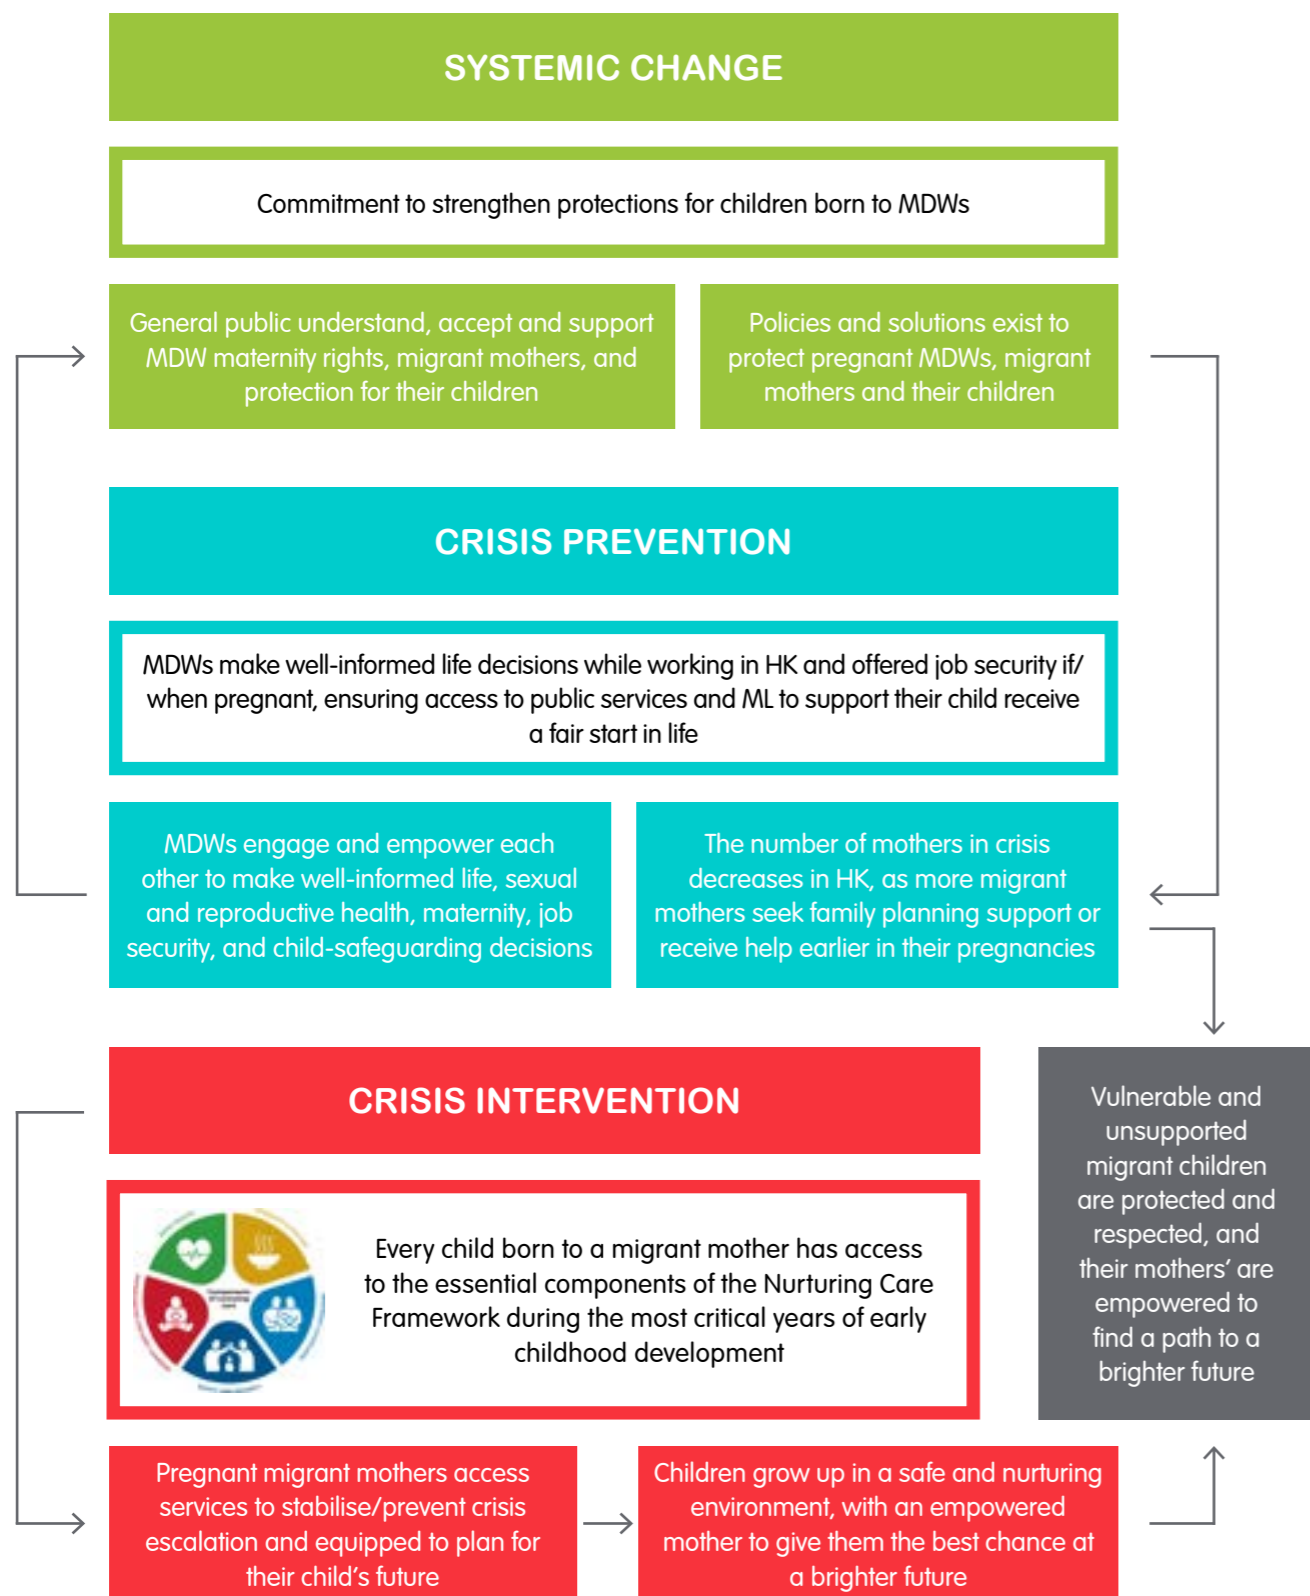 SYSTEMIC CHANGE
Commitment to strengthen protections for children born to MDWs
General public understand, accept and support
MDW maternity rights, migrant mothers, and
protection for their children
Policies and solutions exist to
protect pregnant MDWs, migrant
mothers and their children
CRISIS PREVENTION
MDWs make well-informed life decisions while working in HK and offered job security if/
when pregnant, ensuring access to public services and ML to support their child receive
a fair start in life
MDWs engage and empower each
other to make well-informed life, sexual
and reproductive health, maternity, job
security, and child-safeguarding decisions
The number of mothers in crisis
decreases in HK, as more migrant
mothers seek family planning support or
receive help earlier in their pregnancies
CRISIS INTERVENTION
Every child born to a migrant mother has access
to the essential components of the Nurturing Care
Framework during the most critical years of early
childhood development
Pregnant migrant mothers access
services to stabilise/prevent crisis
escalation and equipped to plan for
their child's future
Children grow up in a safe and nurturing
environment, with an empowered
mother to give them the best chance at
a brighter future
Vulnerable and
unsupported
migrant children
are protected and
respected, and
their mothers' are
empowered to
find a path to a
brighter future